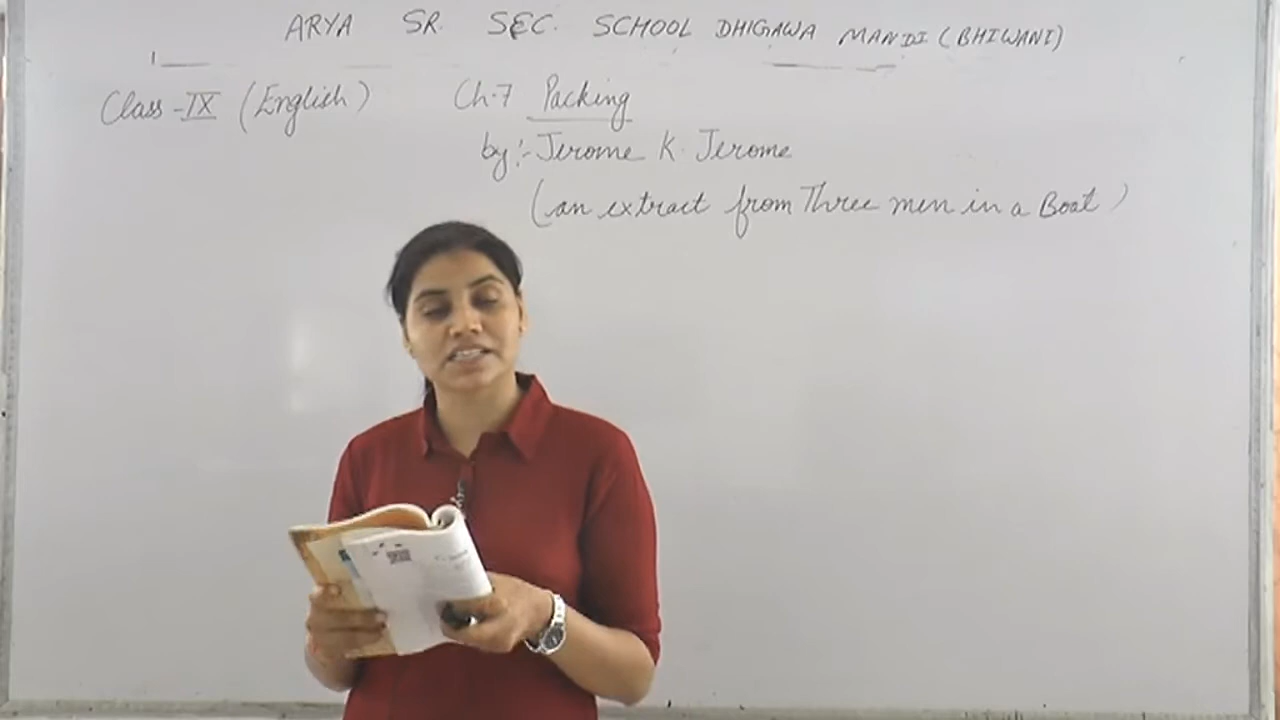 ARYA SR. SEC. SCHOOL DHIGAWA MANDI (BHIWANI)
Class - IX (English) Ch.7 Packing
by:- Jerome K. Jerome
(an extract from Three men in a Boat)